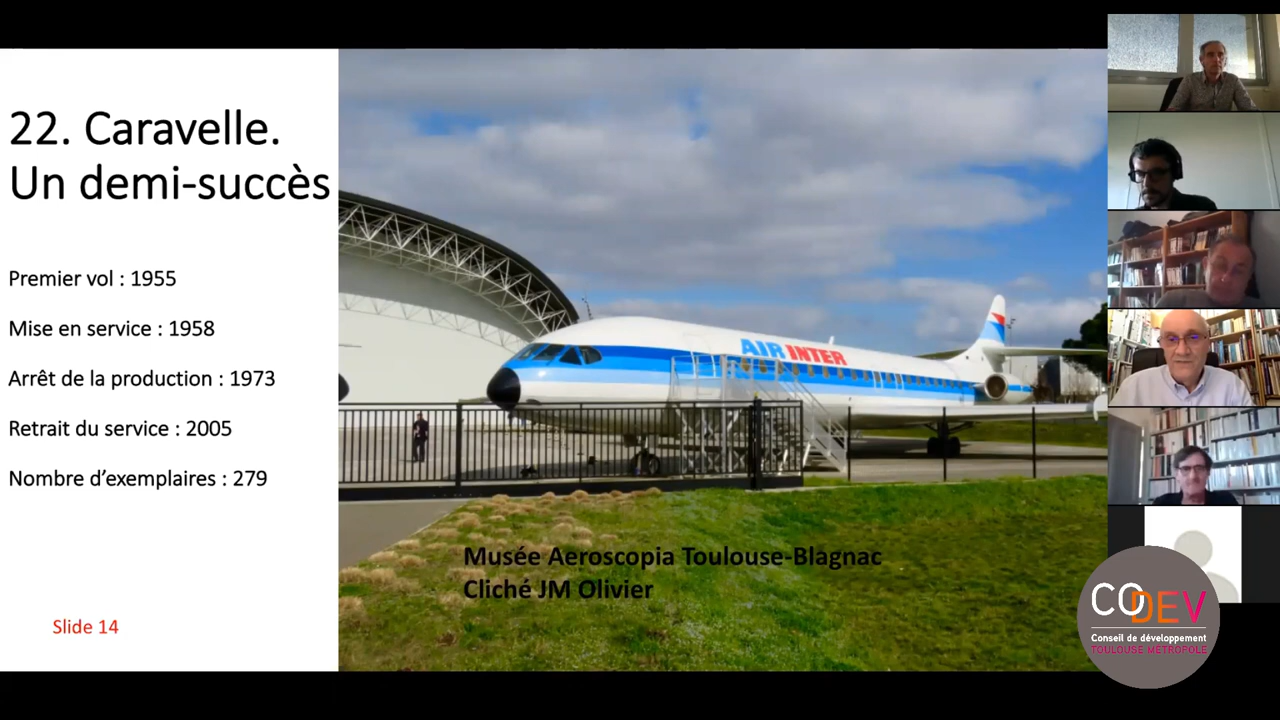 22. Caravelle.
Un demi-succès
Premier vol : 1955
Mise en service : 1958
Arrêt de la production : 1973
Retrait du service : 2005
Nombre d’exemplaires : 279
Slide 14
AIR INTER
Musée Aeroscopia Toulouse-Blagnac
Cliché JM Olivier
CODEV
Conseil de développement
TOULOUSE MÉTROPOLE